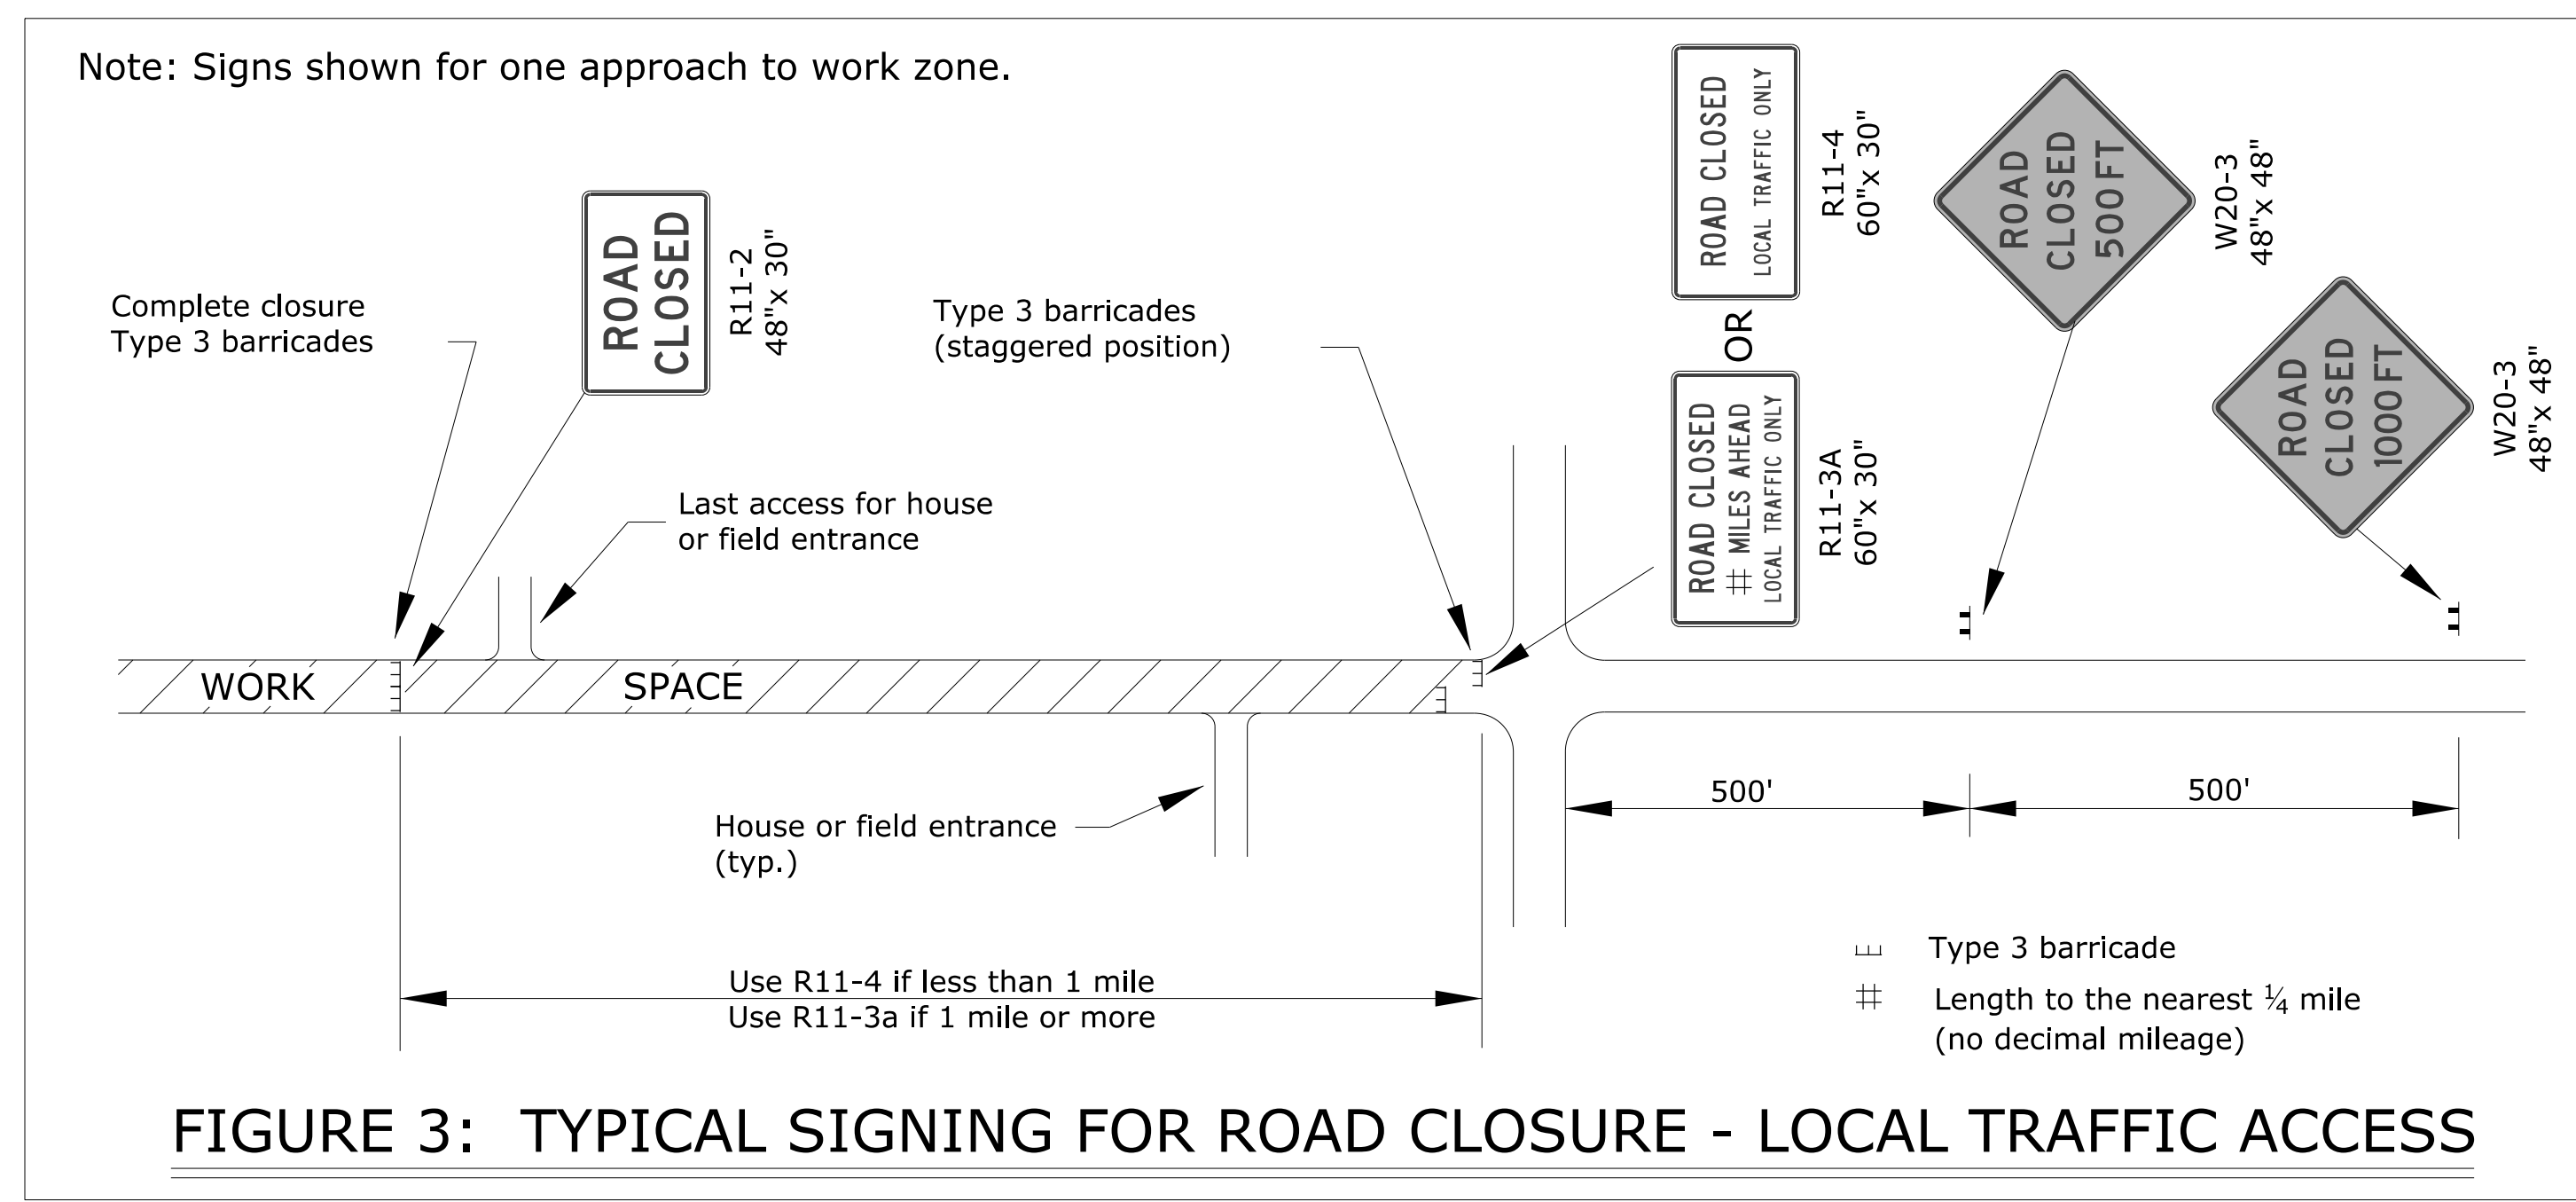 Note: Signs shown for one approach to work zone.
Complete closure
Type 3 barricades
ROAD
CLOSED
R11-2
48"x 30"
Type 3 barricades
(staggered position)
ROAD CLOSED
LOCAL TRAFFIC ONLY
R11-4
60"x 30"
OR
ROAD CLOSED
# MILES AHEAD
LOCAL TRAFFIC ONLY
R11-3A
60"x 30"
ROAD
CLOSED
500 FT
W20-3
48"x 48"
ROAD
CLOSED
1000 FT
W20-3
48"x 48"
Last access for house
or field entrance
WORK
SPACE
House or field entrance
(typ.)
500'
500'
Use R11-4 if less than 1 mile
Use R11-3a if 1 mile or more
Type 3 barricade
# Length to the nearest ¼ mile
(no decimal mileage)
FIGURE 3: TYPICAL SIGNING FOR ROAD CLOSURE - LOCAL TRAFFIC ACCESS